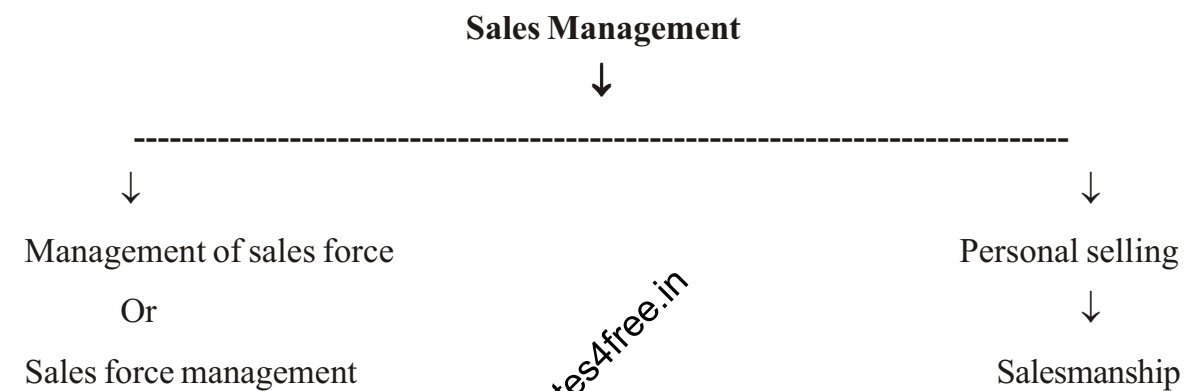 Sales Management
↓
------------------------------------------------------------------------------
↓ ↓
Management of sales force Personal selling
Or ↓
Sales force management Salesmanship